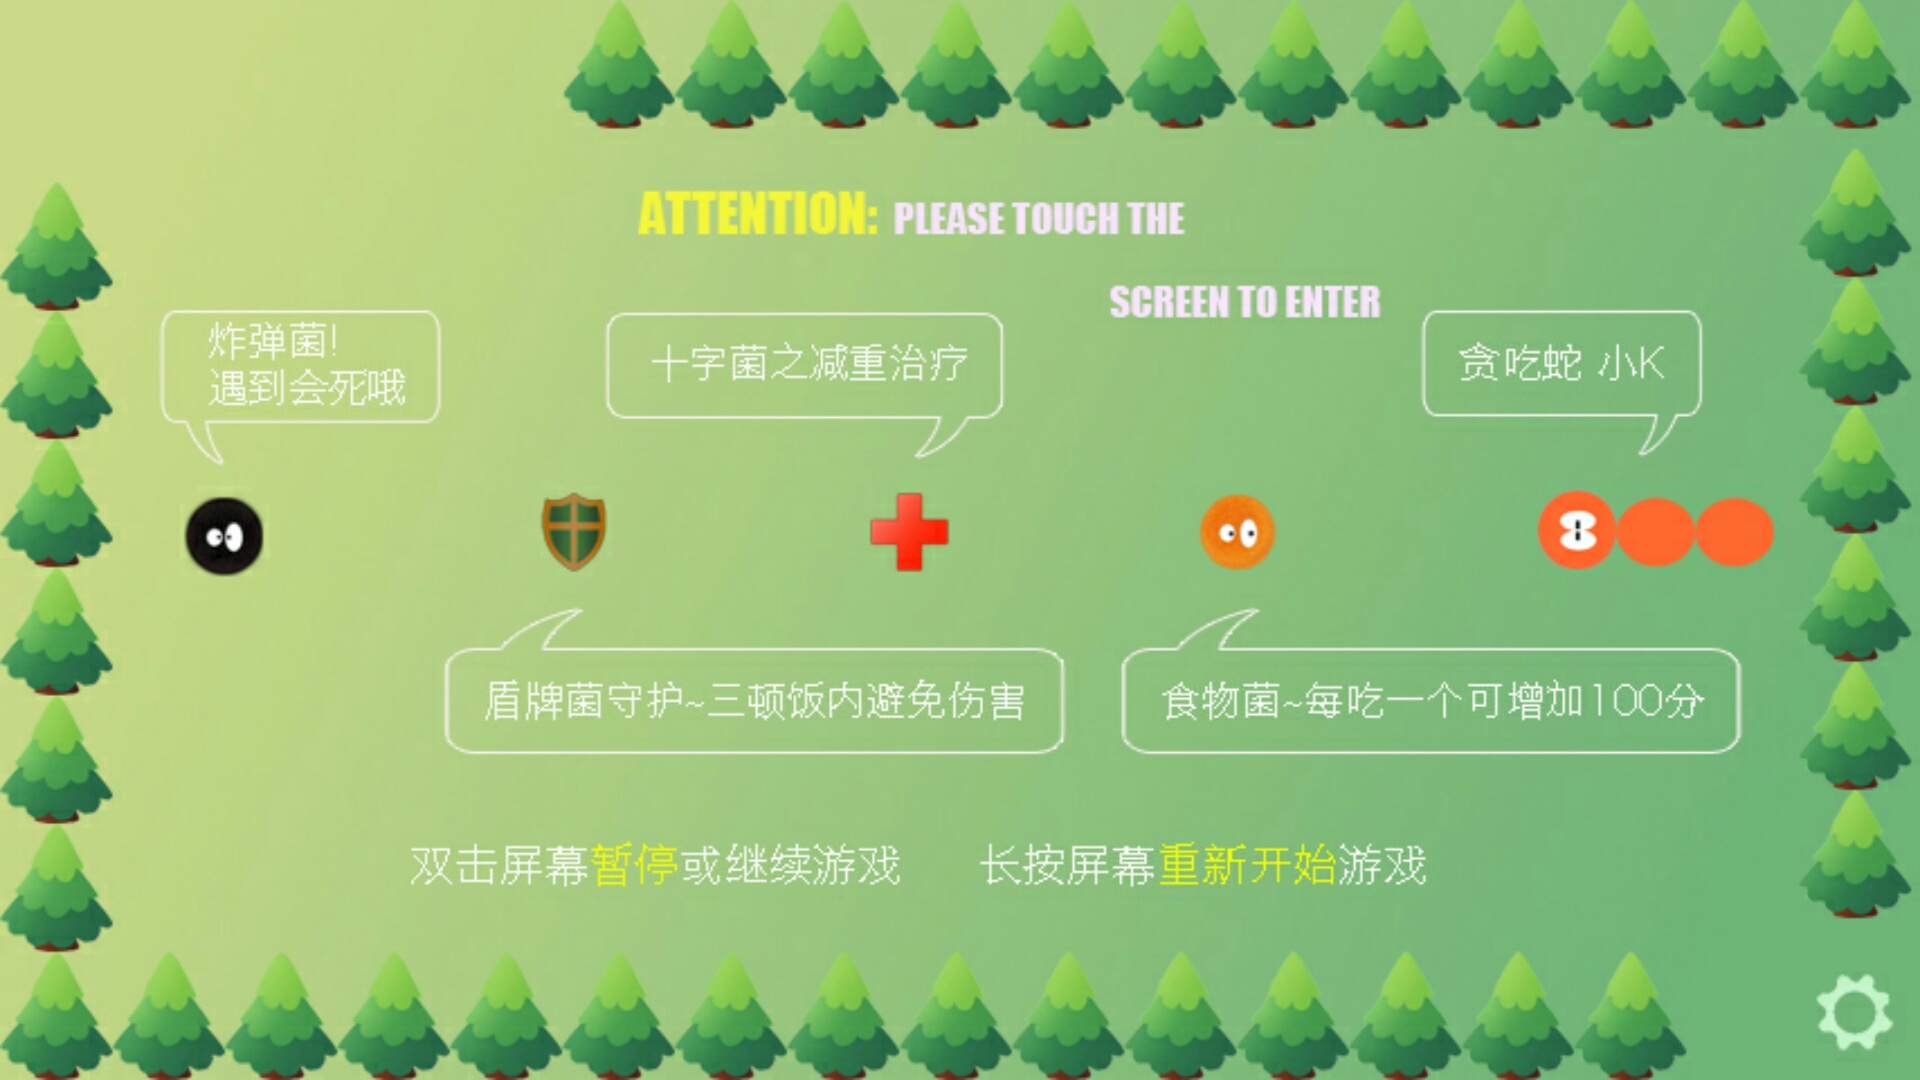 ATTENTION: PLEASE TOUCH THE
SCREEN TO ENTER
炸弹菌!
遇到会死哦
十字菌之减重治疗
贪吃蛇 小K
盾牌菌守护~三顿饭内避免伤害
食物菌~每吃一个可增加100分
双击屏幕暂停或继续游戏
长按屏幕重新开始游戏